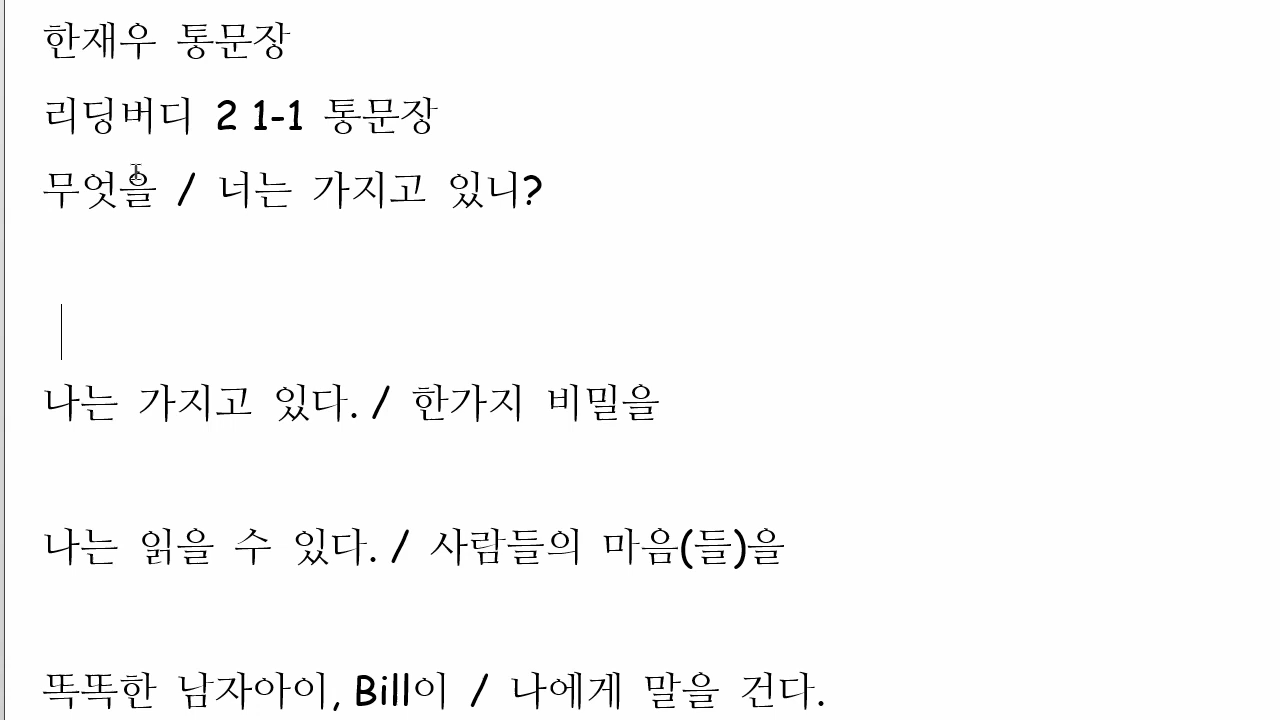 한재우 통문장
리딩버디 2 1-1 통문장
무엇을 / 너는 가지고 있니?
나는 가지고 있다. / 한가지 비밀을
나는 읽을 수 있다. / 사람들의 마음(들)을
똑똑한 남자아이, Bill이 / 나에게 말을 건다.